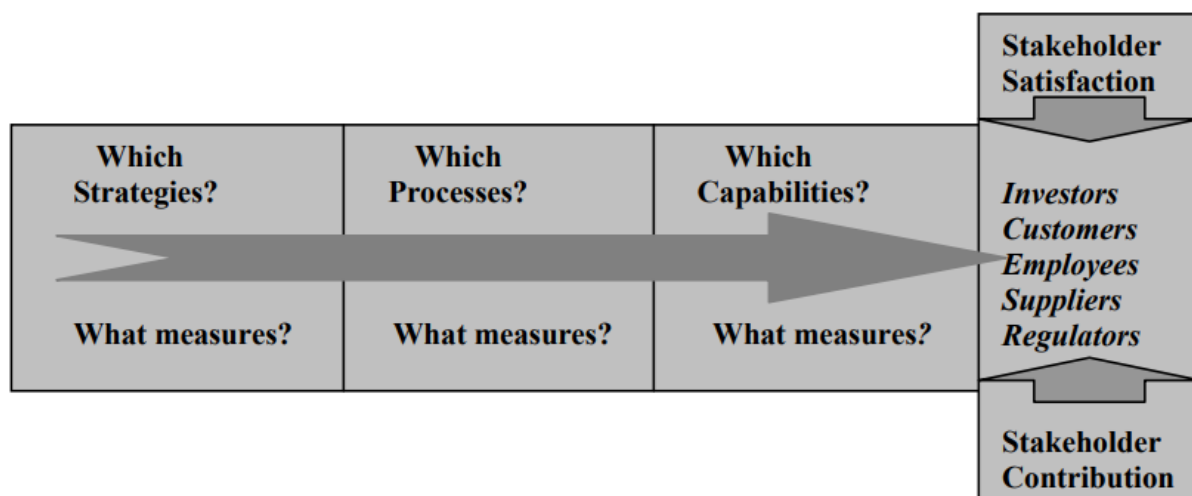 Stakeholder
Satisfaction
Which
Strategies?
Which
Processes?
Which
Capabilities?
Investors
Customers
Employees
Suppliers
Regulators
What measures?
What measures?
What measures?
Stakeholder
Contribution